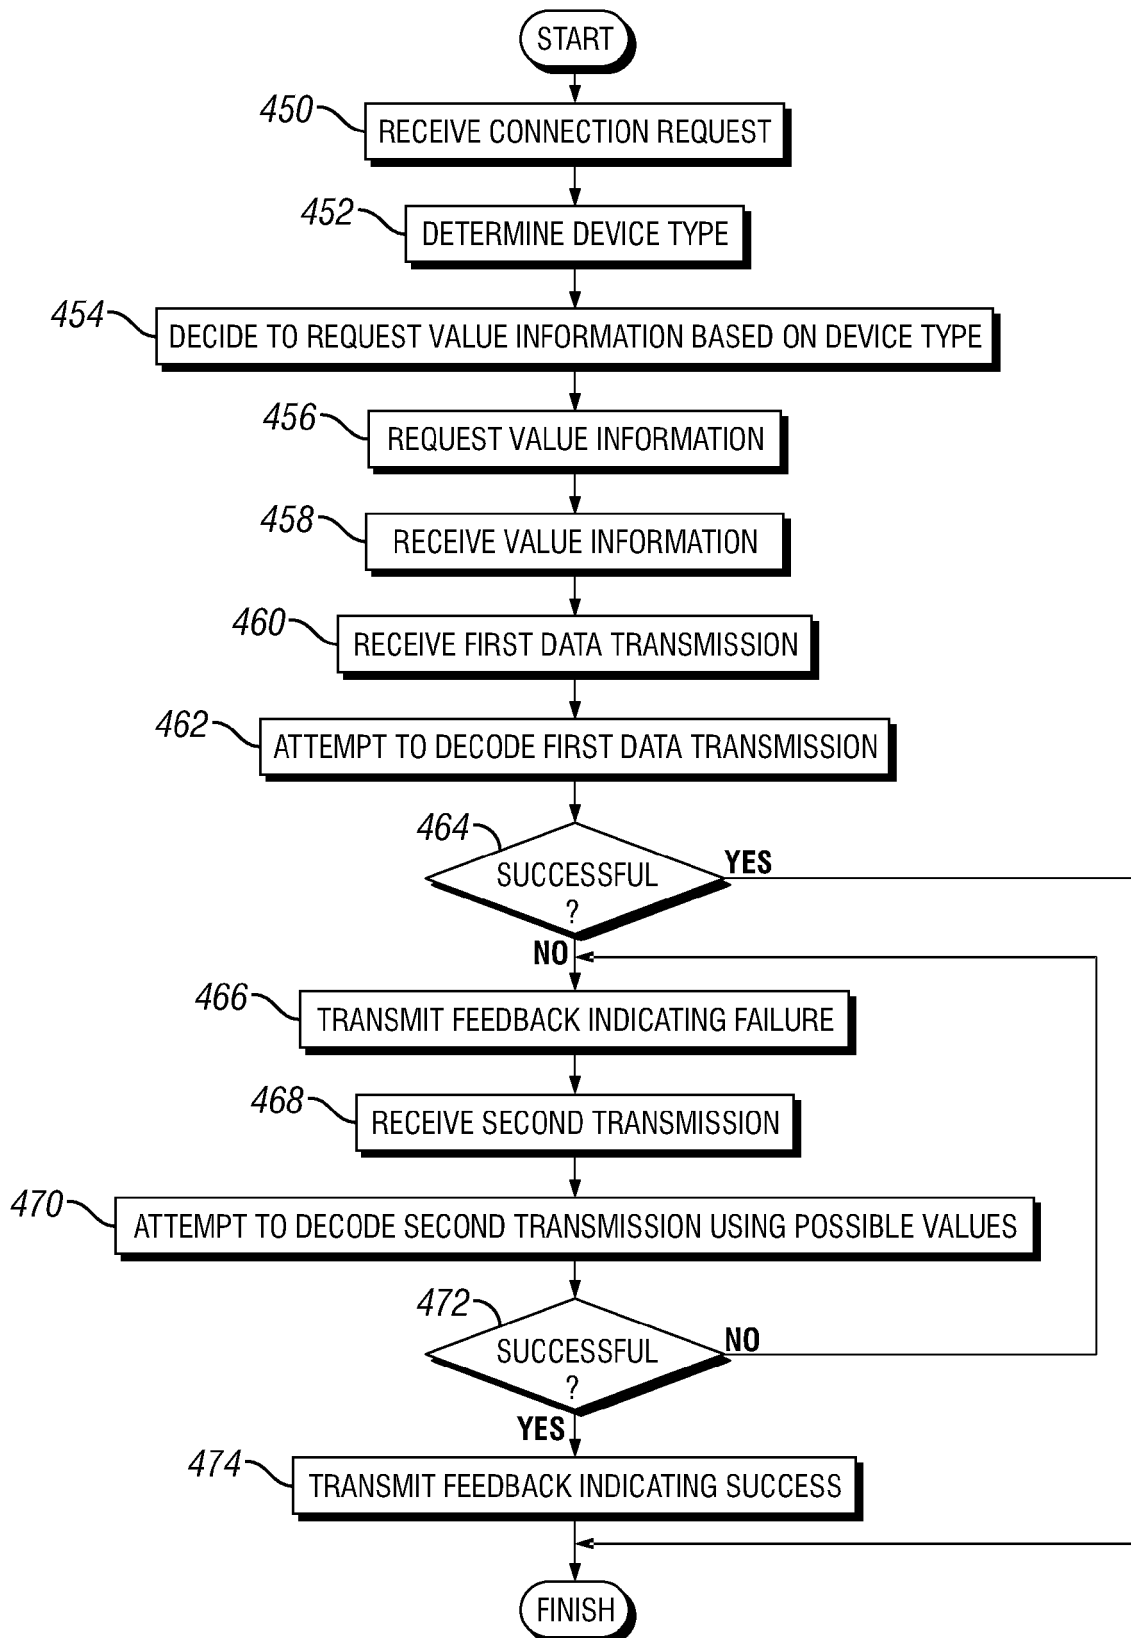 START
450
RECEIVE CONNECTION REQUEST
452
DETERMINE DEVICE TYPE
454
DECIDE TO REQUEST VALUE INFORMATION BASED ON DEVICE TYPE
456
REQUEST VALUE INFORMATION
458
RECEIVE VALUE INFORMATION
460
RECEIVE FIRST DATA TRANSMISSION
462
ATTEMPT TO DECODE FIRST DATA TRANSMISSION
464
SUCCESSFUL
?
YES
NO
466
TRANSMIT FEEDBACK INDICATING FAILURE
468
RECEIVE SECOND TRANSMISSION
470
ATTEMPT TO DECODE SECOND TRANSMISSION USING POSSIBLE VALUES
472
SUCCESSFUL
?
NO
YES
474
TRANSMIT FEEDBACK INDICATING SUCCESS
FINISH